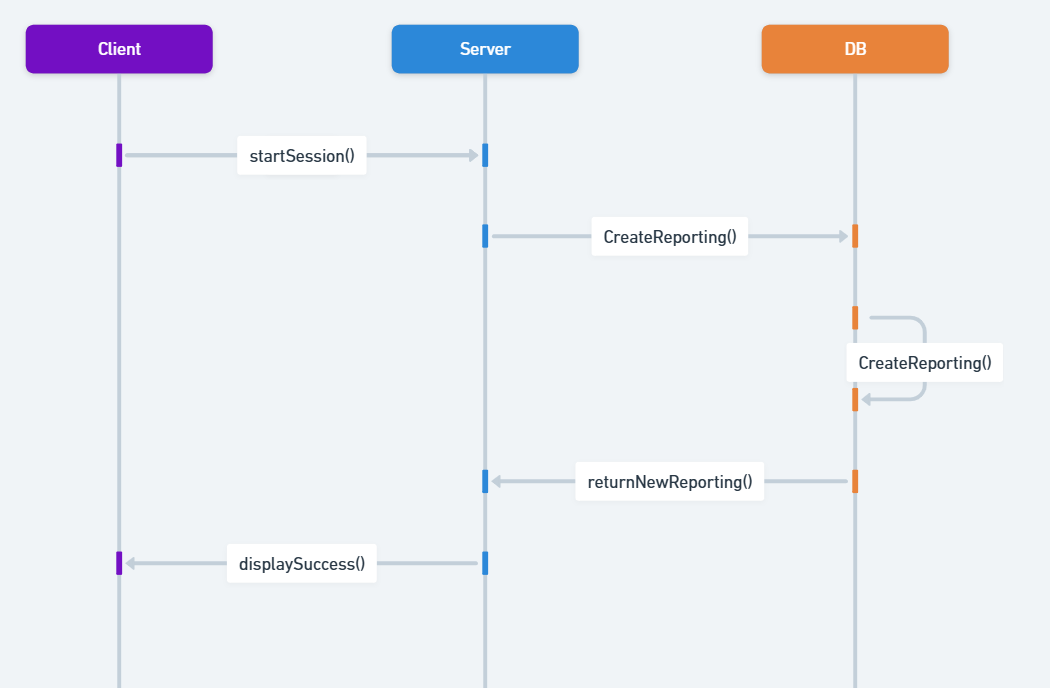 Client
Server
DB
startSession()
CreateReporting()
CreateReporting()
returnNewReporting()
displaySuccess()